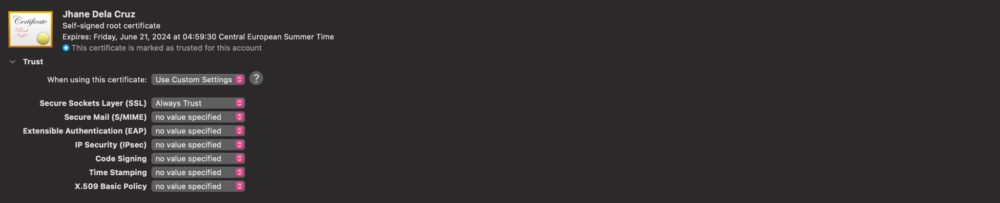 Certificate
Root
Jhane Dela Cruz
Self-signed root certificate
Expires: Friday, June 21, 2024 at 04:59:30 Central European Summer Time
This certificate is marked as trusted for this account
Trust
When using this certificate: Use Custom Settings ?
Secure Sockets Layer (SSL) Always Trust
Secure Mail (S/MIME) no value specified
Extensible Authentication (EAP) no value specified
IP Security (IPsec) no value specified
Code Signing no value specified
Time Stamping no value specified
X.509 Basic Policy no value specified